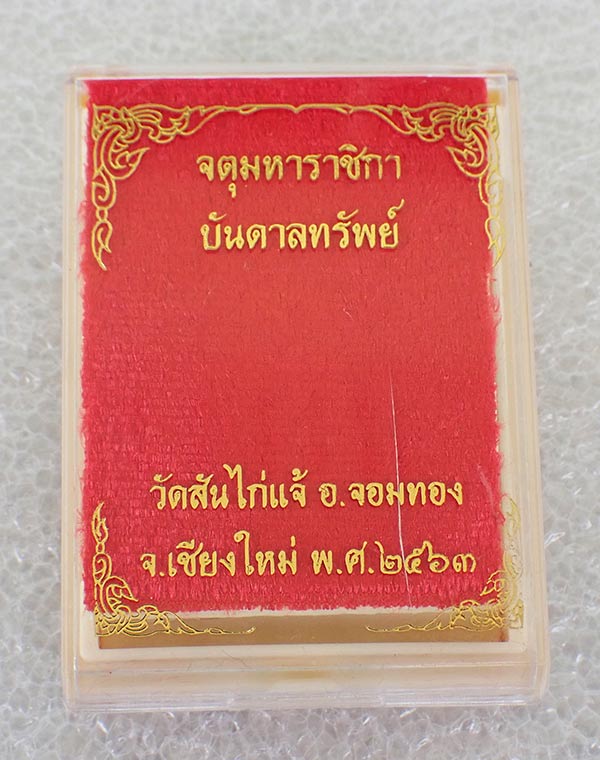 จตุมหาราชิกา
บันดาลทรัพย์
วัดสันไก่แจ้ อ.จอมทอง
จ.เชียงใหม่ พ.ศ.๒๕๖๓